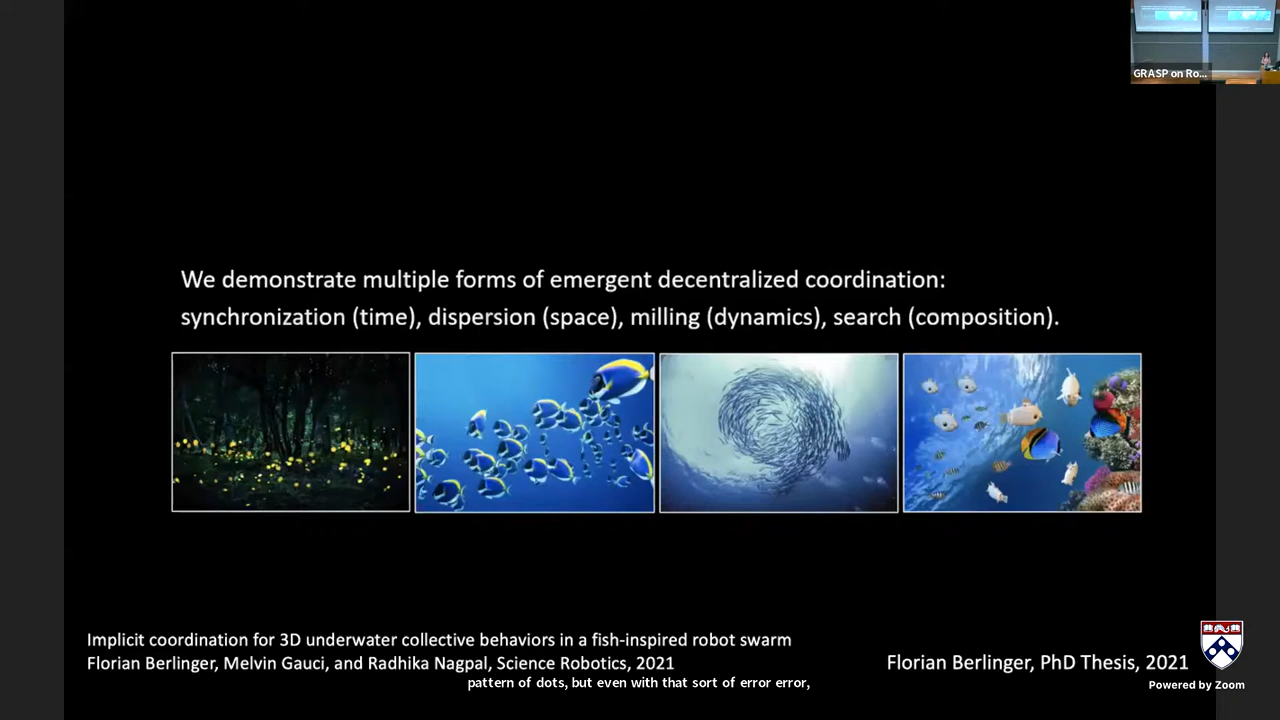 GRASP on Ro...
We demonstrate multiple forms of emergent decentralized coordination:
synchronization (time), dispersion (space), milling (dynamics), search (composition).
Implicit coordination for 3D underwater collective behaviors in a fish-inspired robot swarm
Florian Berlinger, Melvin Gauci, and Radhika Nagpal, Science Robotics, 2021
Florian Berlinger, PhD Thesis, 2021
pattern of dots, but even with that sort of error error,
Powered by Zoom